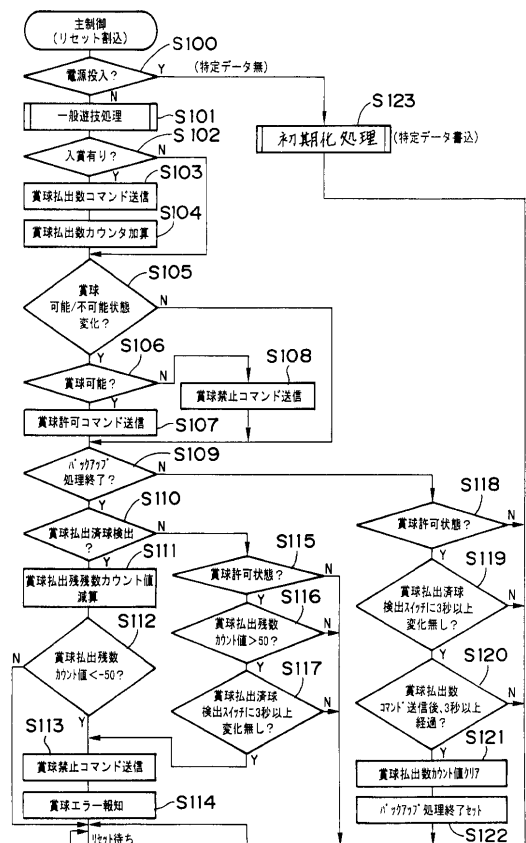 主制御
(リセット割込)
S100
電源投入?
Y
(特定データ無)
N
一般遊技処理
S101
S123
初期化処理
(特定データ書込)
S102
入賞有り?
N
Y
S103
賞球払出数コマンド送信
S104
賞球払出数カウンタ加算
S105
賞球
可能/不可能状態
変化?
N
Y
S106
賞球可能?
N
Y
S108
賞球禁止コマンド送信
賞球許可コマンド送信
S107
S109
バックアップ
処理終了?
N
Y
S110
賞球払出済球検出
?
N
Y
S111
賞球払出残残数カウント値
減算
S112
N
賞球払出残数
カウント値<-50?
Y
S113
賞球禁止コマンド送信
賞球エラー報知
S114
リセット待ち
S115
賞球許可状態?
N
Y
S116
賞球払出残数
カウント値>50?
N
Y
S117
賞球払出済球
検出スイッチに3秒以上
変化無し?
N
Y
S118
賞球許可状態?
N
Y
S119
賞球払出済球
検出スイッチに3秒以上
変化無し?
N
Y
S120
賞球払出数
コマンド送信後、3秒以上
経過?
N
Y
S121
賞球払出数カウント値クリア
バックアップ処理終了セット
S122